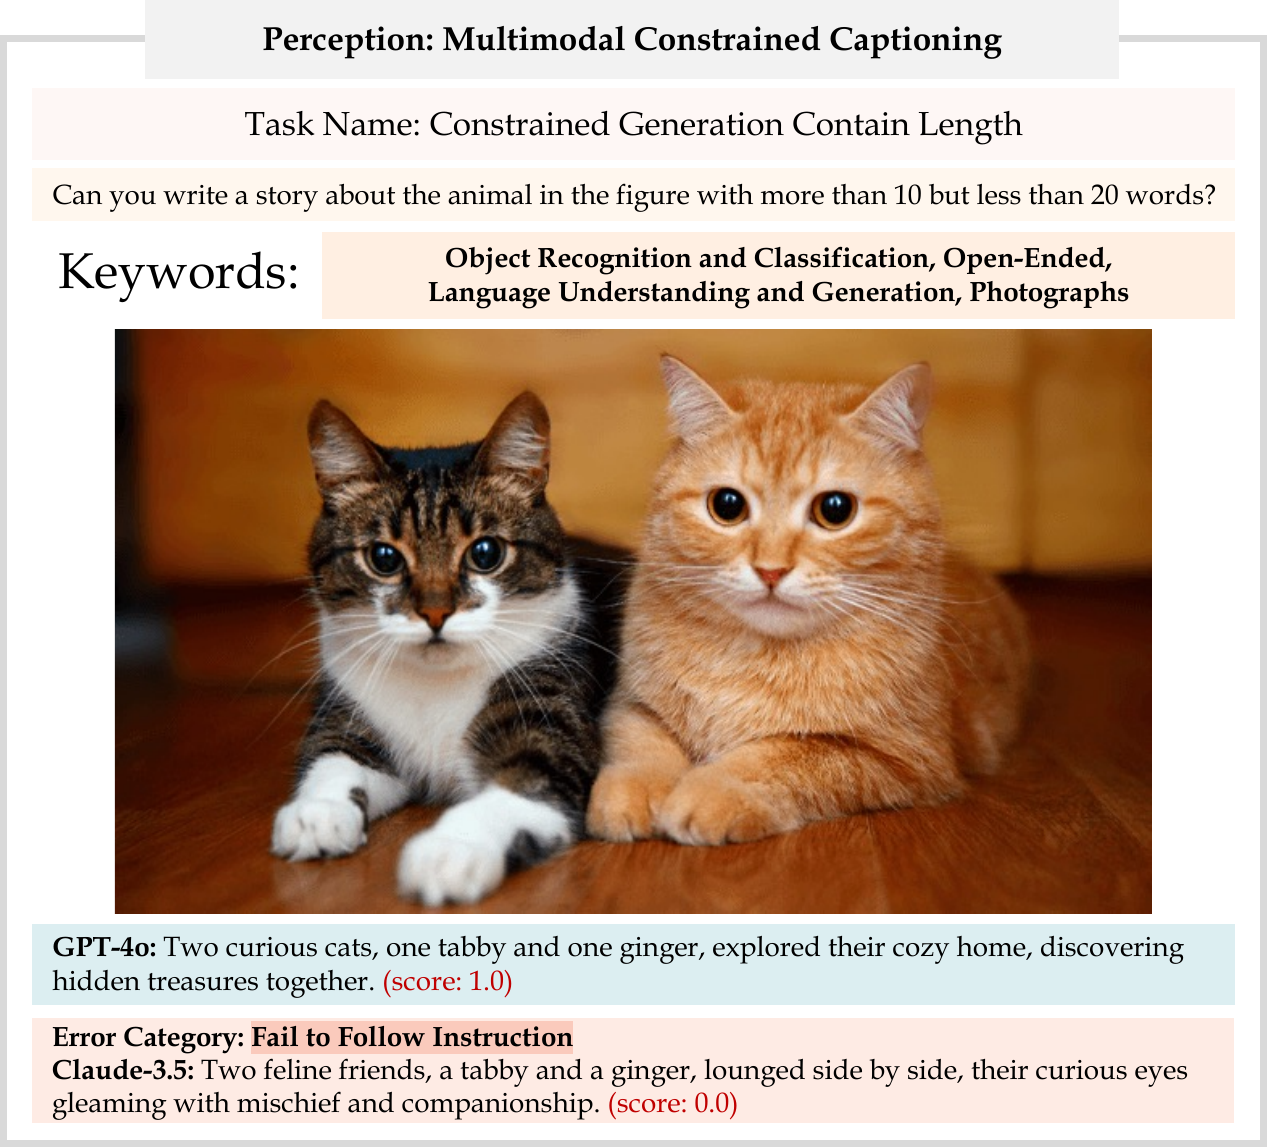 Perception: Multimodal Constrained Captioning
Task Name: Constrained Generation Contain Length
Can you write a story about the animal in the figure with more than 10 but less than 20 words?
Keywords:
Object Recognition and Classification, Open-Ended,
Language Understanding and Generation, Photographs
GPT-4o: Two curious cats, one tabby and one ginger, explored their cozy home, discovering
hidden treasures together. (score: 1.0)
Error Category: Fail to Follow Instruction
Claude-3.5: Two feline friends, a tabby and a ginger, lounged side by side, their curious eyes
gleaming with mischief and companionship. (score: 0.0)